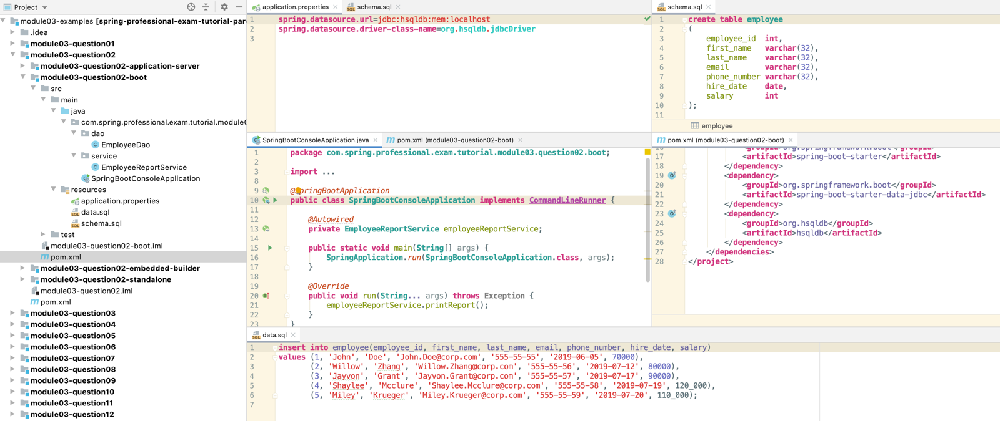 Project
module03-examples [spring-professional-exam-tutorial-par
.idea
module03-question01
module03-question02
module03-question02-application-server
module03-question02-boot
src
main
java
com.spring.professional.exam.tutorial.module0
dao
EmployeeDao
service
EmployeeReportService
SpringBootConsoleApplication
resources
application.properties
data.sql
schema.sql
test
module03-question02-boot.iml
pom.xml
module03-question02-embedded-builder
module03-question02-standalone
module03-question02.iml
pom.xml
module03-question03
module03-question04
module03-question05
module03-question06
module03-question07
module03-question08
module03-question09
module03-question10
module03-question11
module03-question12
application.properties schema.sql
1 spring.datasource.url=jdbc:hsqldb:mem:localhost
2 spring.datasource.driver-class-name=org.hsqldb.jdbcDriver
3
schema.sql
1 create table employee
2 (
3 employee_id int,
4 first_name varchar(32),
5 last_name varchar(32),
6 email varchar(32),
7 phone_number varchar(32),
8 hire_date date,
9 salary int
10 );
11
employee
SpringBootConsoleApplication.java pom.xml (module03-question02-boot)
1 package com.spring.professional.exam.tutorial.module03.question02.boot;
2
3 import ...
8
9 @SpringBootApplication
10 public class SpringBootConsoleApplication implements CommandLineRunner {
11
12 @Autowired
13 private EmployeeReportService employeeReportService;
14
15 public static void main(String[] args) {
16 SpringApplication.run(SpringBootConsoleApplication.class, args);
17 }
18
19 @Override
20 public void run(String... args) throws Exception {
21 employeeReportService.printReport();
22 }
23 }
pom.xml (module03-question02-boot)
16 <groupId>org.springframework.boot</groupId>
17 <artifactId>spring-boot-starter</artifactId>
18 </dependency>
19 <dependency>
20 <groupId>org.springframework.boot</groupId>
21 <artifactId>spring-boot-starter-data-jdbc</artifactId>
22 </dependency>
23 <dependency>
24 <groupId>org.hsqldb</groupId>
25 <artifactId>hsqldb</artifactId>
26 </dependency>
27 </dependencies>
28 </project>
data.sql
1 insert into employee(employee_id, first_name, last_name, email, phone_number, hire_date, salary)
2 values (1, 'John', 'Doe', 'John.Doe@corp.com', '555-55-55', '2019-06-05', 70000),
3 (2, 'Willow', 'Zhang', 'Willow.Zhang@corp.com', '555-55-56', '2019-07-12', 80000),
4 (3, 'Jayvon', 'Grant', 'Jayvon.Grant@corp.com', '555-55-57', '2019-07-17', 90000),
5 (4, 'Shaylee', 'Mcclure', 'Shaylee.Mcclure@corp.com', '555-55-58', '2019-07-19', 120_000),
6 (5, 'Miley', 'Krueger', 'Miley.Krueger@corp.com', '555-55-59', '2019-07-20', 110_000);
7